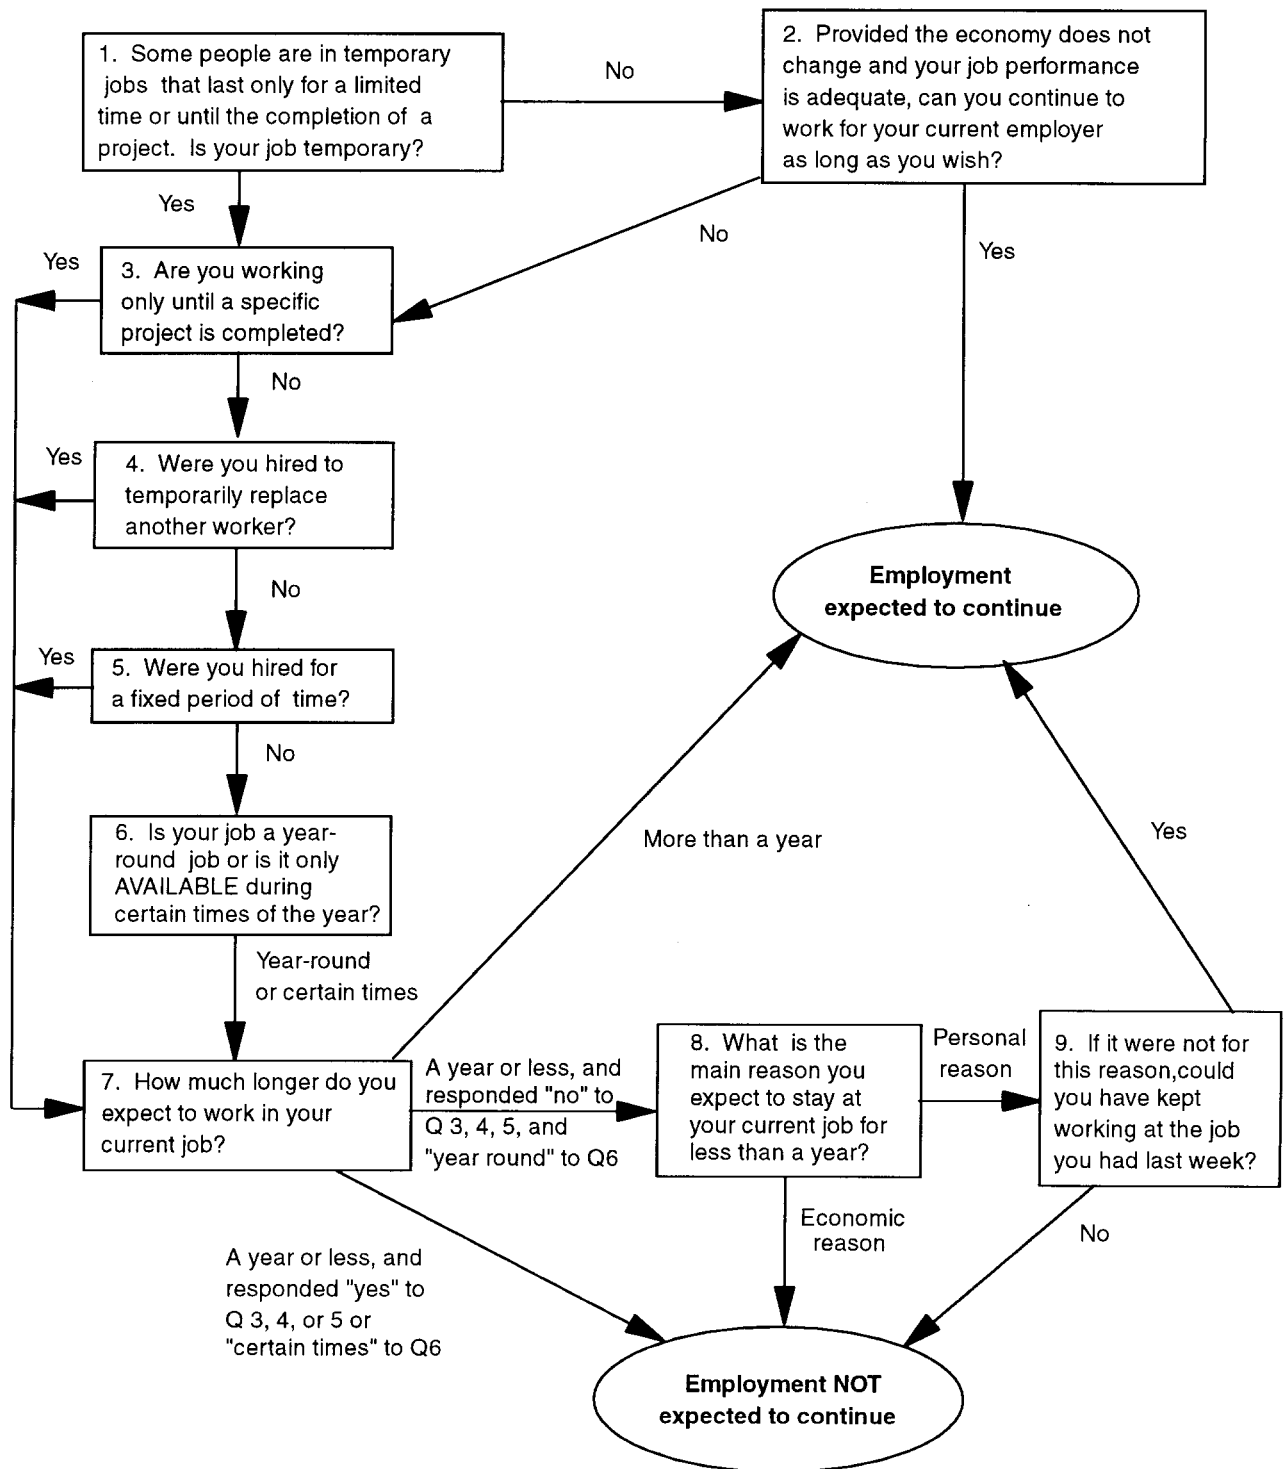 1. Some people are in temporary
jobs that last only for a limited
time or until the completion of a
project. Is your job temporary?
No
2. Provided the economy does not
change and your job performance
is adequate, can you continue to
work for your current employer
as long as you wish?
Yes
No
Yes
Yes
3. Are you working
only until a specific
project is completed?
No
Yes
4. Were you hired to
temporarily replace
another worker?
No
Employment
expected to continue
Yes
5. Were you hired for
a fixed period of time?
No
6. Is your job a year-
round job or is it only
AVAILABLE during
certain times of the year?
More than a year
Yes
Year-round
or certain times
7. How much longer do you
expect to work in your
current job?
A year or less, and
responded "no" to
Q 3, 4, 5, and
"year round" to Q6
8. What is the
main reason you
expect to stay at
your current job for
less than a year?
Personal
reason
9. If it were not for
this reason,could
you have kept
working at the job
you had last week?
Economic
reason
No
A year or less, and
responded "yes" to
Q 3, 4, or 5 or
"certain times" to Q6
Employment NOT
expected to continue